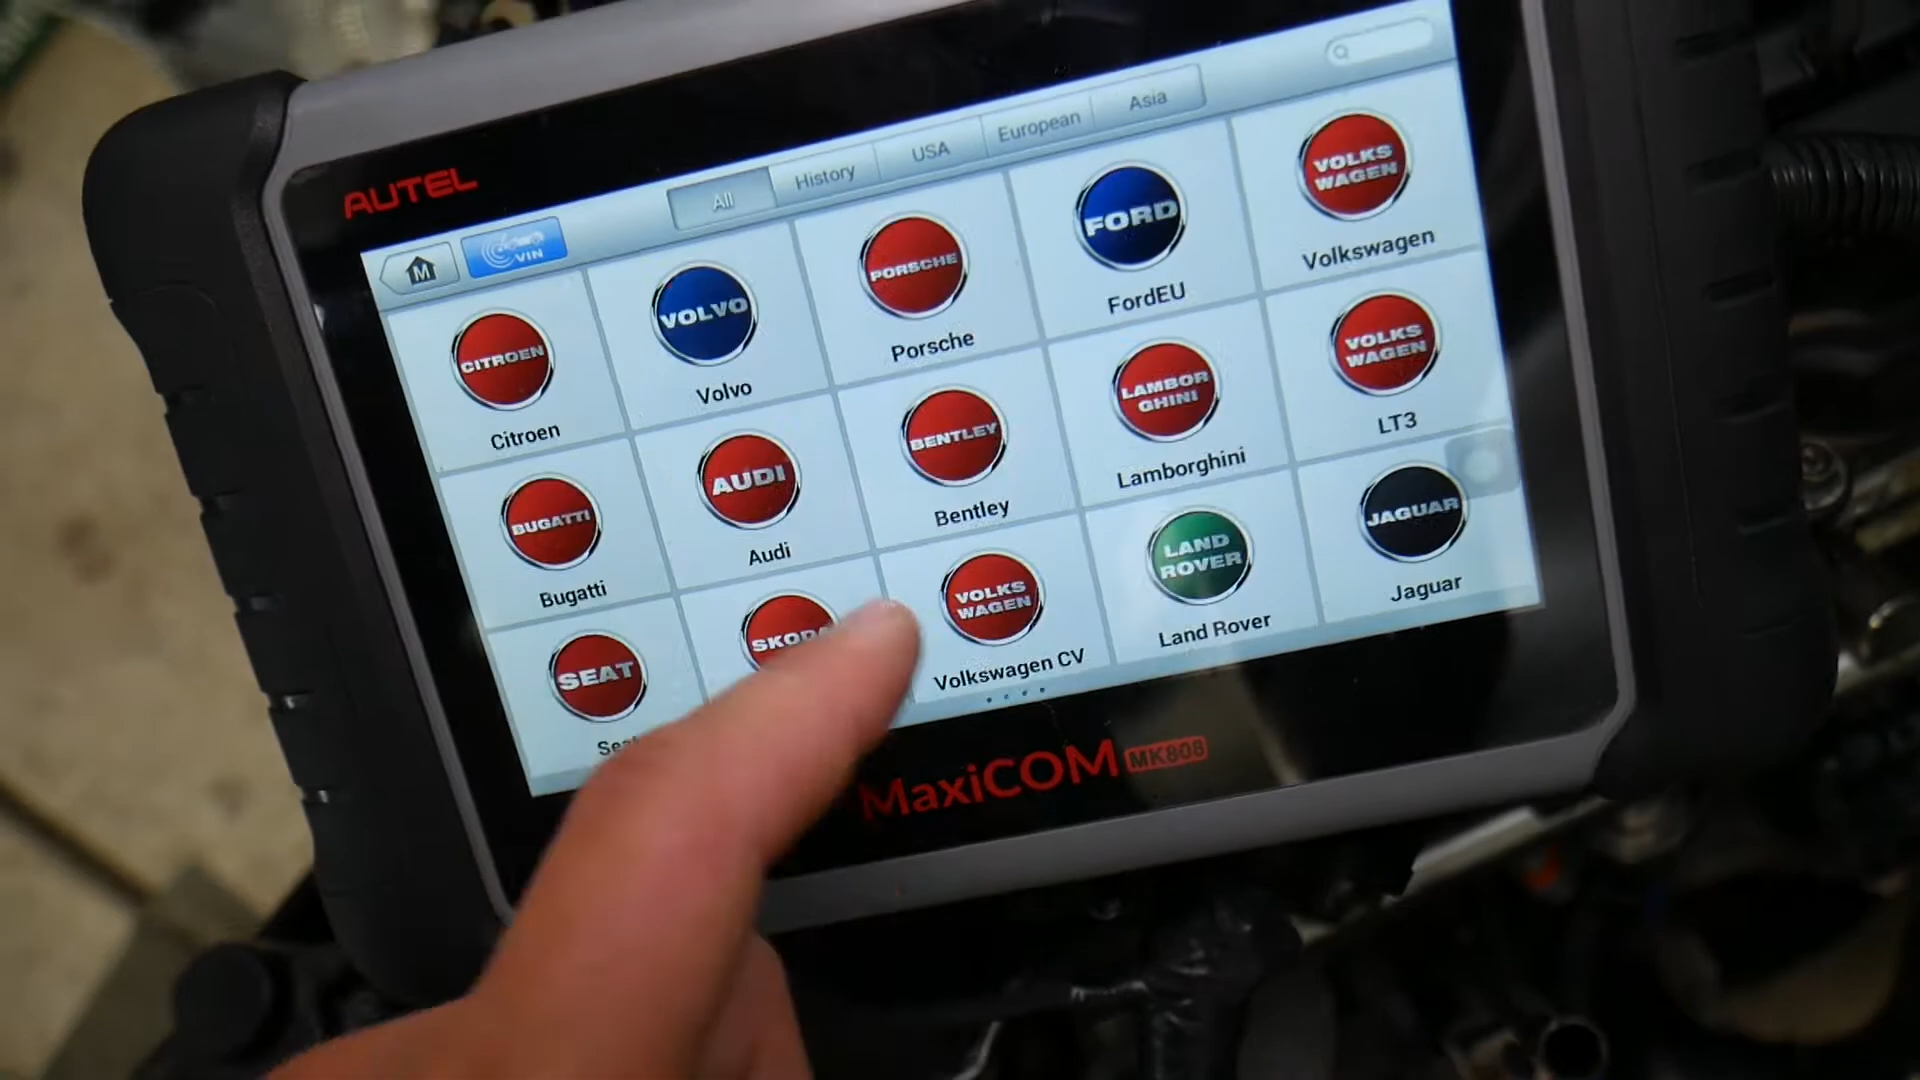 AUTEL
M
VIN
All
History
USA
European
Asia
CITROEN
VOLVO
PORSCHE
FORD
VOLKS
WAGEN
Citroen
Volvo
Porsche
FordEU
Volkswagen
BUGATTI
AUDI
BENTLEY
LAMBOR
GHINI
VOLKS
WAGEN
Bugatti
Audi
Bentley
Lamborghini
LT3
SEAT
SKODA
VOLKS
WAGEN
LAND
ROVER
JAGUAR
Seat
Volkswagen CV
Land Rover
Jaguar
MaxiCOM MK808